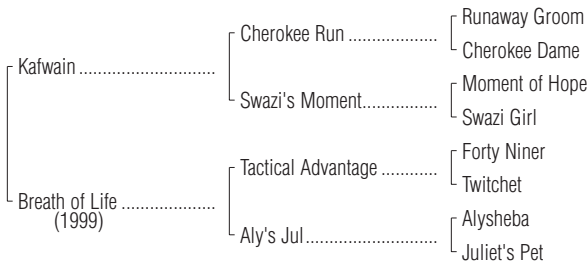 Runaway Groom
Cherokee Run ..................
Cherokee Dame
Kafwain ...........................
Moment of Hope
Swazi's Moment...............
Swazi Girl
Forty Niner
Tactical Advantage ...........
Twitchet
Breath of Life ..................
(1999)
Alysheba
Aly's Jul..........................
Juliet's Pet